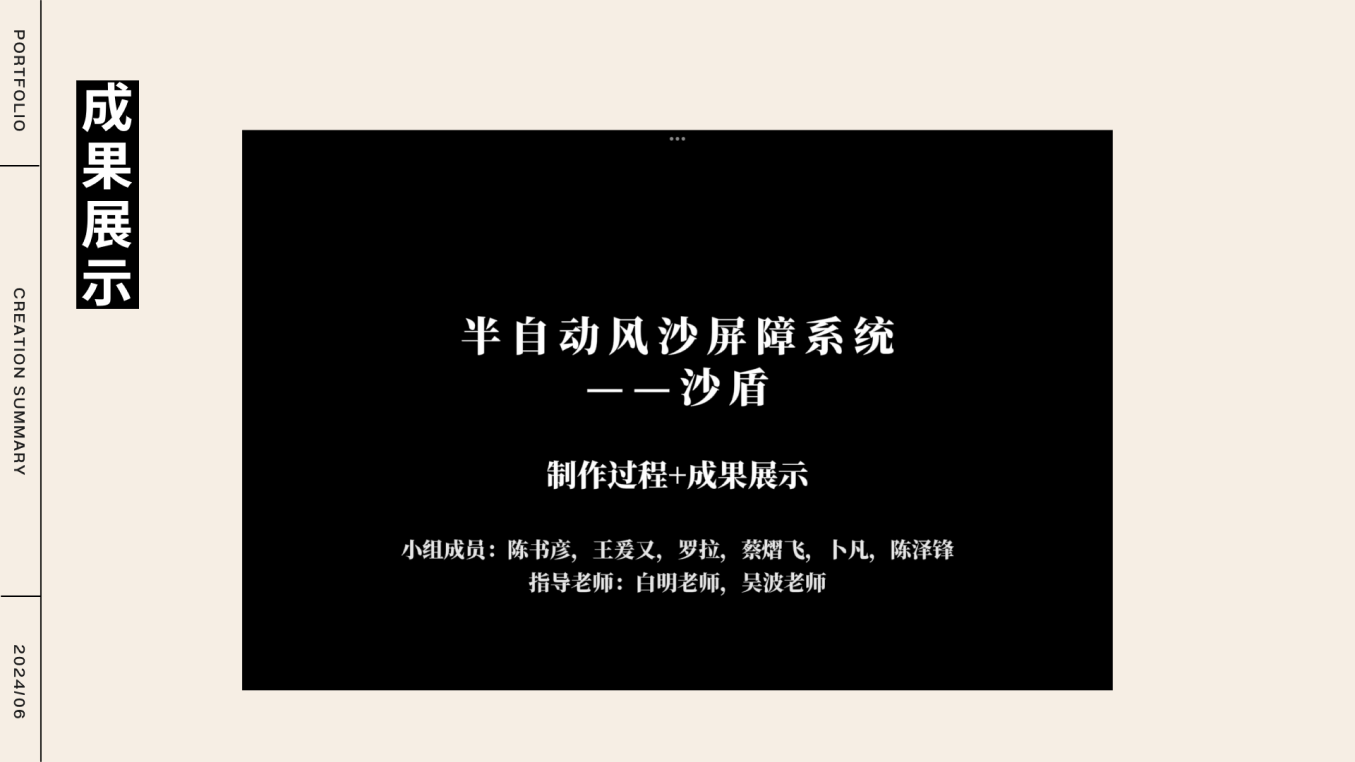 PORTFOLIO
CREATION SUMMARY
2024/06
成果展示
半自动风沙屏障系统
——沙盾
制作过程+成果展示
小组成员：陈书彦，王爰又，罗拉，蔡熠飞，卜凡，陈泽锋
指导老师：白明老师，吴波老师